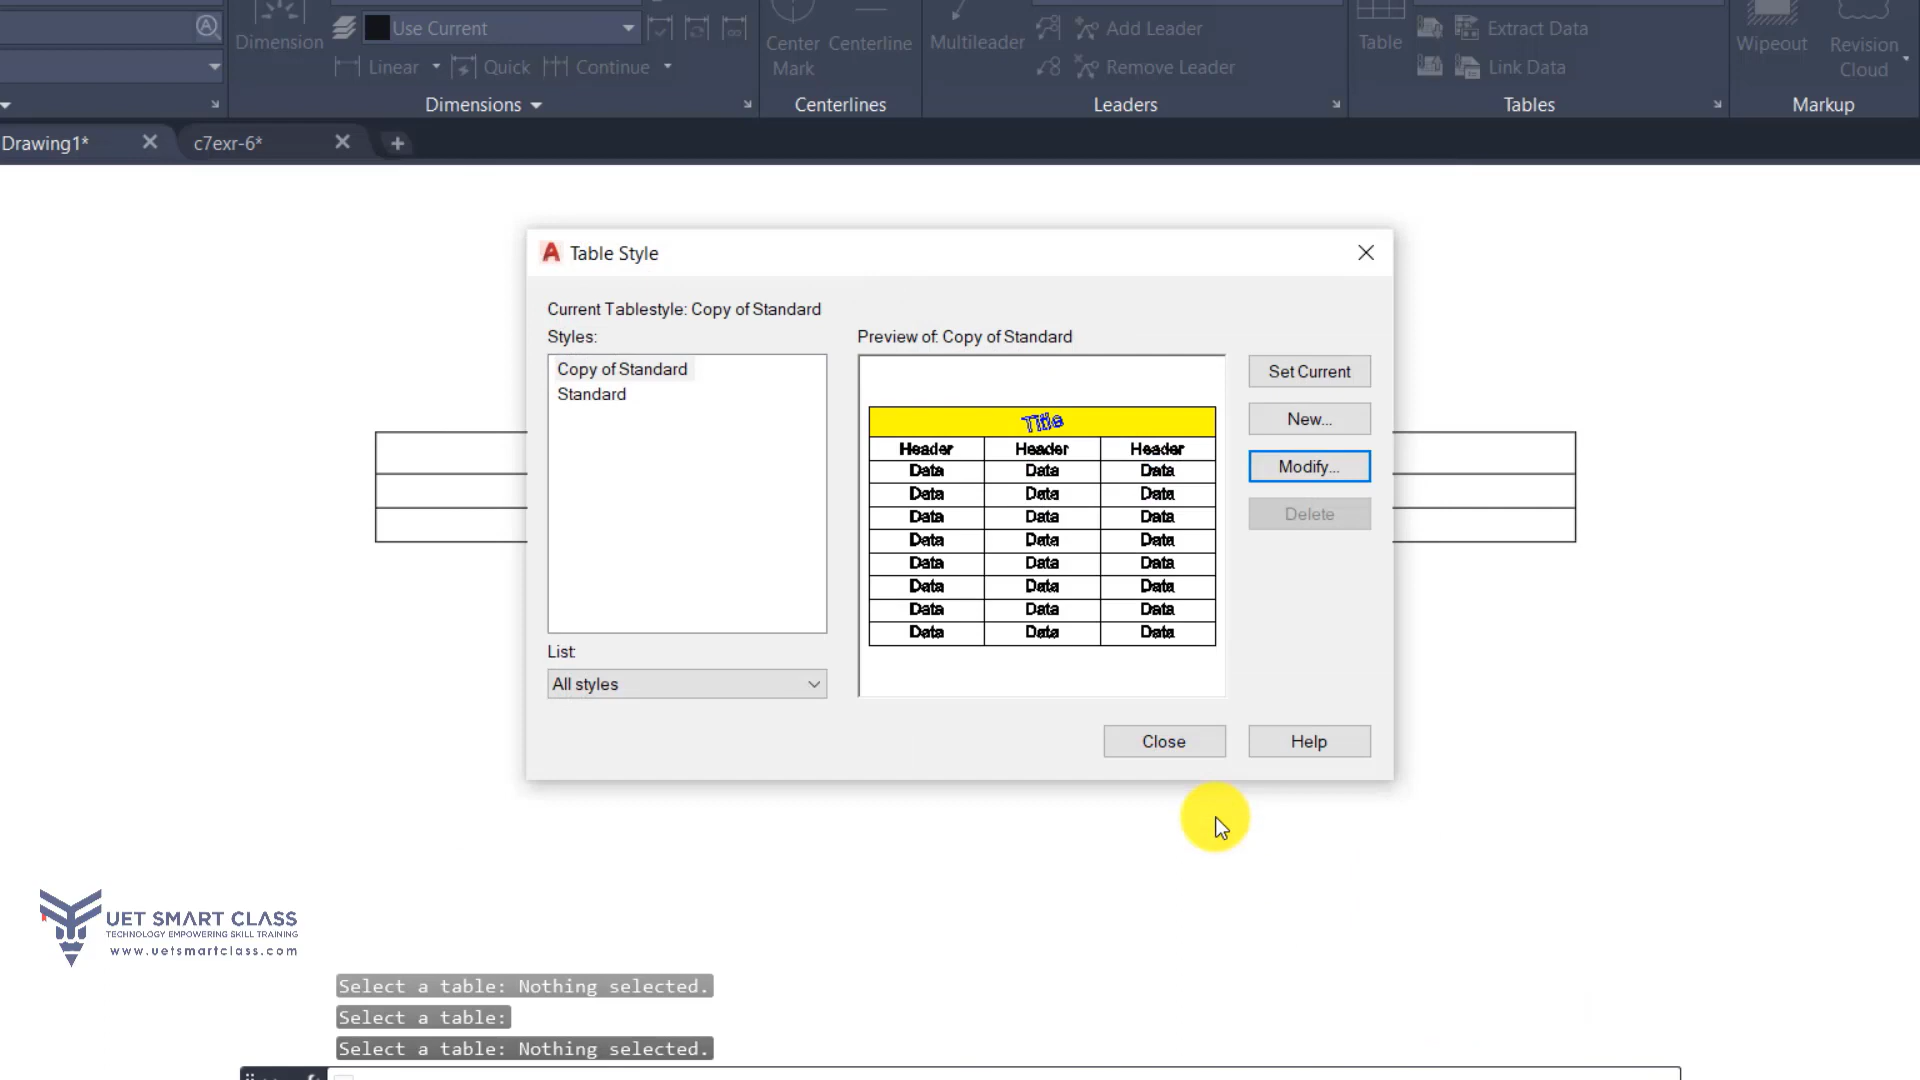 Use Current
Dimension
Linear
Quick
Continue
Dimensions
Center
Mark
Centerline
Centerlines
Multileader
Add Leader
Remove Leader
Leaders
Table
Extract Data
Link Data
Tables
Wipeout
Revision
Cloud
Markup
Drawing1*
c7exr-6*
Table Style
Current Tablestyle: Copy of Standard
Styles:
Copy of Standard
Standard
List:
All styles
Preview of: Copy of Standard
Title
Header Header Header
Data Data Data
Data Data Data
Data Data Data
Data Data Data
Data Data Data
Data Data Data
Data Data Data
Data Data Data
Set Current
New...
Modify...
Delete
Close
Help
UET SMART CLASS
TECHNOLOGY EMPOWERING SKILL TRAINING
www.uetsmartclass.com
Select a table: Nothing selected.
Select a table:
Select a table: Nothing selected.